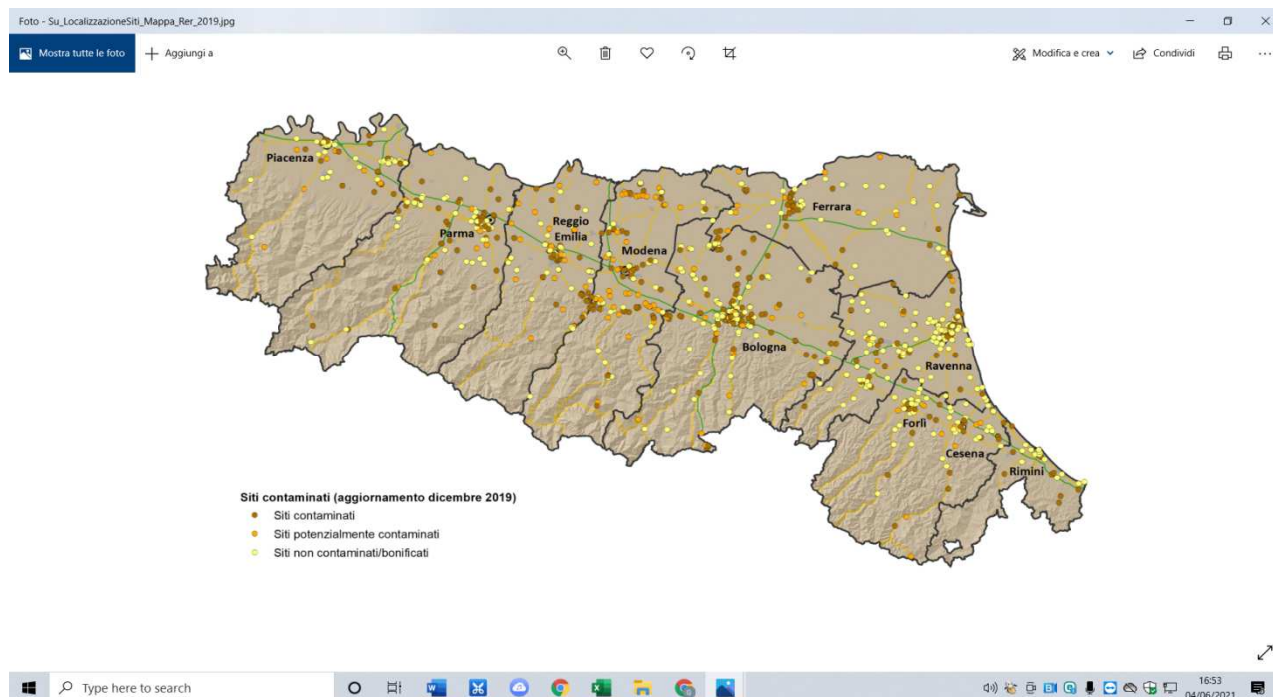 Foto - Su_LocalizzazioneSiti_Mappa_Rer_2019.jpg
Mostra tutte le foto
Aggiungi a
Modifica e crea
Condividi
Piacenza
Parma
Reggio
Emilia
Modena
Ferrara
Bologna
Ravenna
Forlì
Cesena
Rimini
Siti contaminati (aggiornamento dicembre 2019)
Siti contaminati
Siti potenzialmente contaminati
Siti non contaminati/bonificati
Type here to search
16:53
04/06/2021